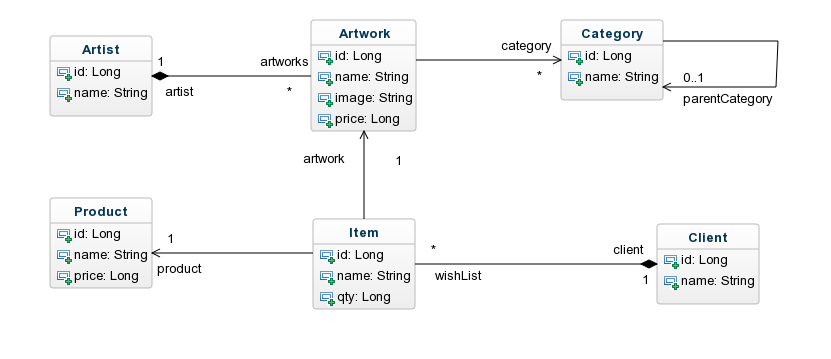 Artist
id: Long
name: String
1
artist
artworks
*
Artwork
id: Long
name: String
image: String
price: Long
category
*
Category
id: Long
name: String
0..1
parentCategory
artwork
1
Product
id: Long
name: String
price: Long
1
product
Item
id: Long
name: String
qty: Long
*
wishList
client
1
Client
id: Long
name: String